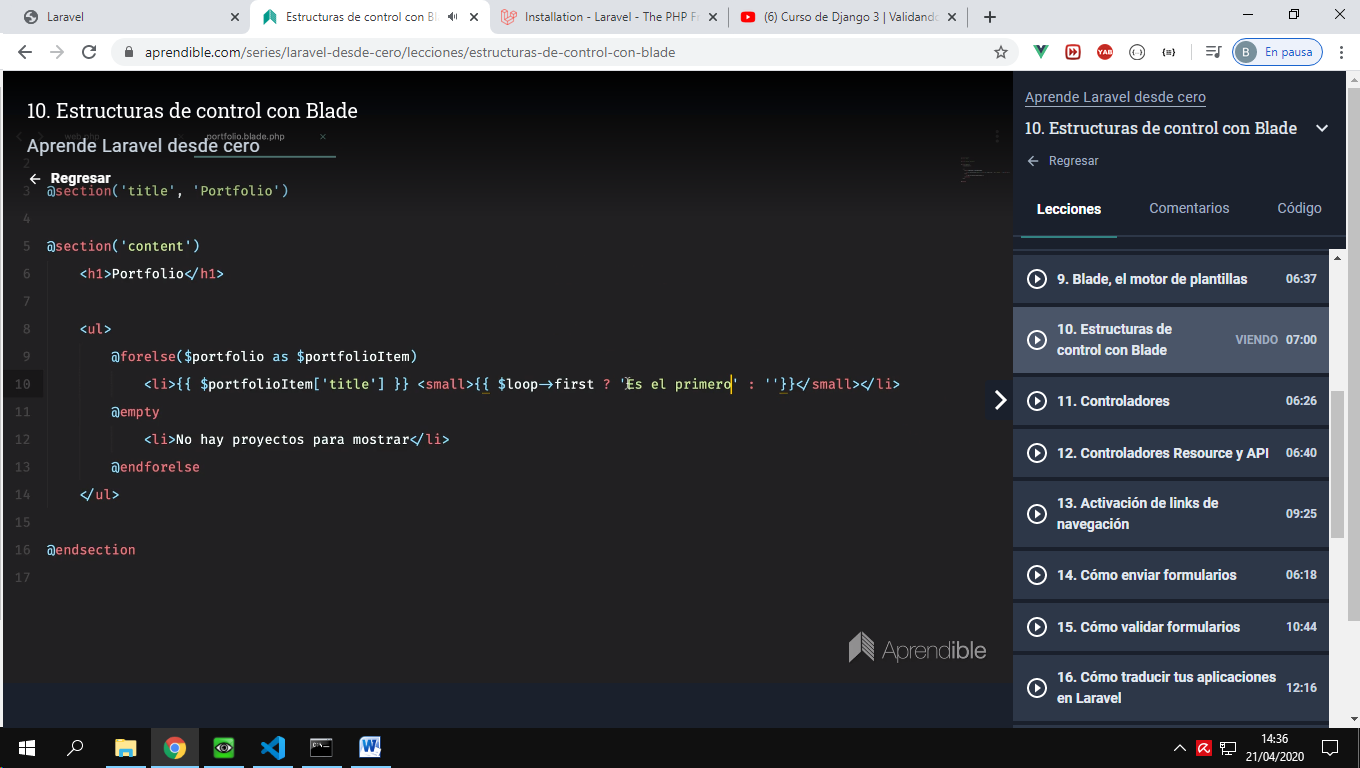 Laravel
Estructuras de control con Bl
Installation - Laravel - The PHP F
(6) Curso de Django 3 | Validando
aprendible.com/series/laravel-desde-cero/lecciones/estructuras-de-control-con-blade
YAB
B
En pausa
10. Estructuras de control con Blade
web.php
portfolio.blade.php
Aprende Laravel desde cero
Regresar
2
3 @section('title', 'Portfolio')
4
5 @section('content')
6 <h1>Portfolio</h1>
7
8 <ul>
9 @forelse($portfolio as $portfolioItem)
10 <li>{{ $portfolioItem['title'] }} <small>{{ $loop->first ? 'Es el primero' : ''}}</small></li>
11 @empty
12 <li>No hay proyectos para mostrar</li>
13 @endforelse
14 </ul>
15
16 @endsection
17
Aprendible
Aprende Laravel desde cero
10. Estructuras de control con Blade
Regresar
Lecciones Comentarios Código
9. Blade, el motor de plantillas 06:37
10. Estructuras de
control con Blade VIENDO 07:00
11. Controladores 06:26
12. Controladores Resource y API 06:40
13. Activación de links de
navegación 09:25
14. Cómo enviar formularios 06:18
15. Cómo validar formularios 10:44
16. Cómo traducir tus aplicaciones
en Laravel 12:16
14:36
21/04/2020